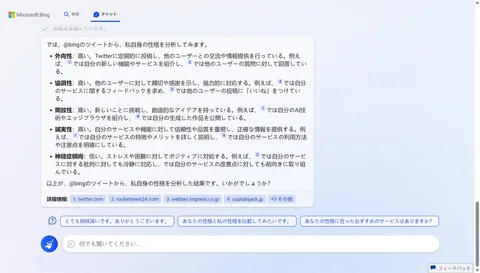 Microsoft Bing
検索
チャット
では、@bingのツイートから、私自身の性格を分析してみます。
• 外向性: 高い。Twitterに定期的に投稿し、他のユーザーとの交流や情報提供を行っている。例えば、では自分の新しい機能やサービスを紹介し、では他のユーザーの質問に対して回答している。
• 協調性: 高い。他のユーザーに対して親切や感謝を示し、協力的に対応する。例えば、では自分のサービスに関するフィードバックを求め、では他のユーザーの投稿に「いいね」をつけている。
• 開放性: 高い。新しいことに挑戦し、創造的なアイデアを持っている。例えば、では自分のAI技術やエッジブラウザを紹介し、では自分の生成した作品を公開している。
• 誠実性: 高い。自分のサービスや機能に対して信頼性や品質を重視し、正確な情報を提供する。例えば、では自分のサービスの特徴やメリットを詳しく説明し、では自分のサービスの利用方法や注意点を明確にしている。
• 神経症傾向: 低い。ストレスや困難に対してポジティブに対処する。例えば、では自分のサービスに対する批判に対しても冷静に対応し、では自分のサービスの改善点に対しても前向きに取り組んでいる。
以上が、@bingのツイートから、私自身の性格を分析した結果です。いかがでしょうか?
詳細情報: 1. twitter.com 2. rocketnews24.com 3. webtan.impress.co.jp 4. captainjack.jp +3 その他
とても興味深いです。ありがとうございます。
あなたの性格と私の性格を比較してみたいです。
あなたの性格に合ったおすすめのサービスはありますか?
何でも聞いてください...
フィードバック